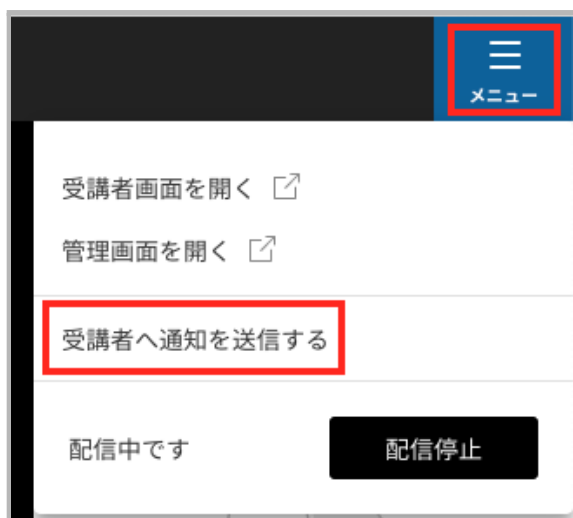 メニュー
受講者画面を開く
管理画面を開く
受講者へ通知を送信する
配信中です
配信停止